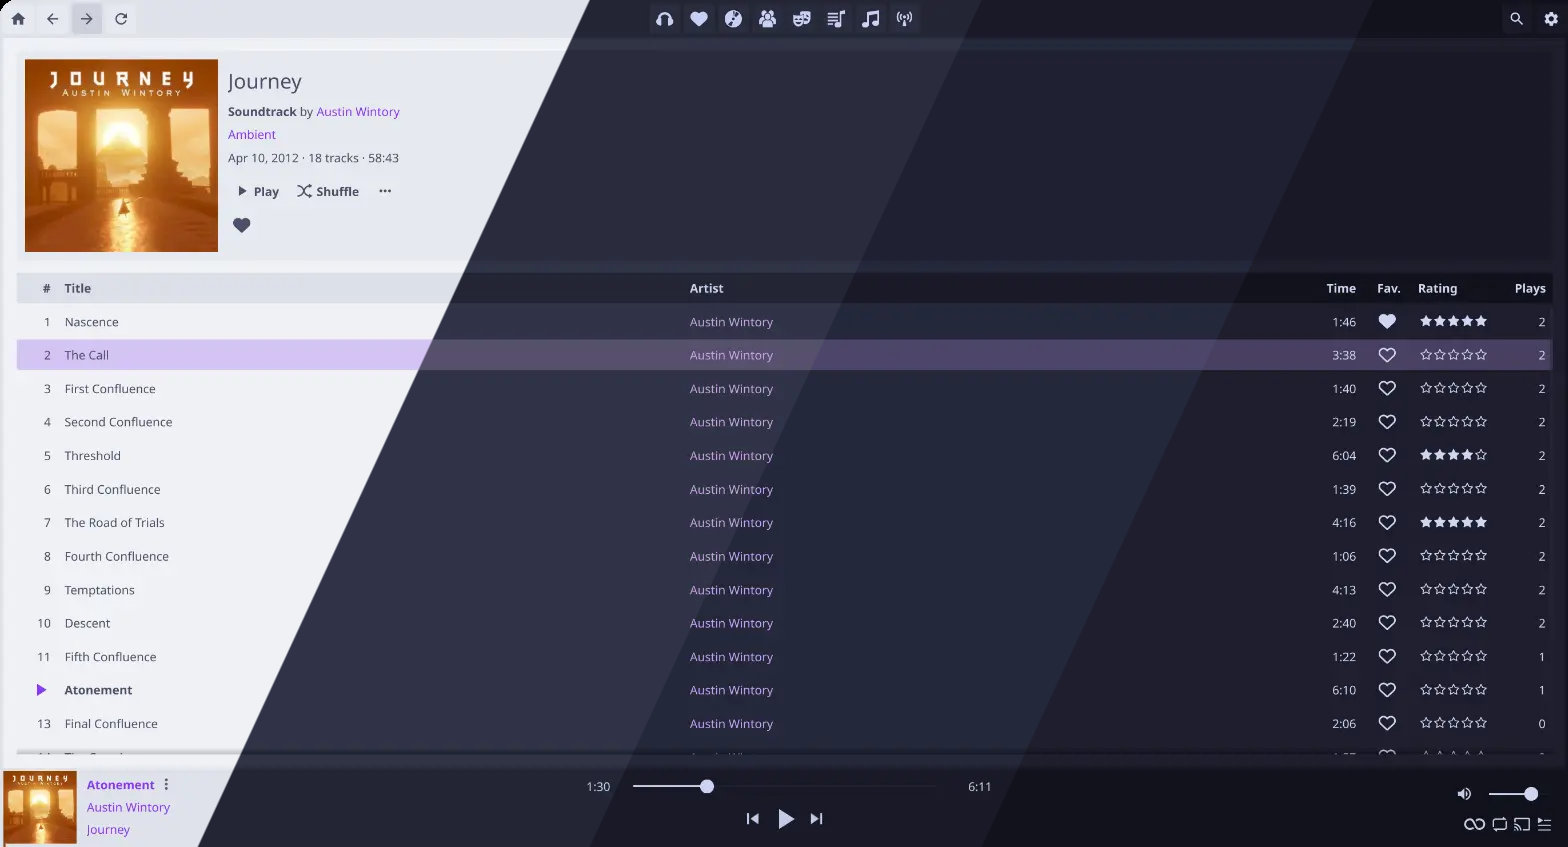 JOURNEY
AUSTIN WINTORY
Journey
Soundtrack by Austin Wintory
Ambient
Apr 10, 2012 · 18 tracks · 58:43
Play Shuffle
# Title Artist Time Fav. Rating Plays
1 Nascence Austin Wintory 1:46 2
2 The Call Austin Wintory 3:38 2
3 First Confluence Austin Wintory 1:40 2
4 Second Confluence Austin Wintory 2:19 2
5 Threshold Austin Wintory 6:04 2
6 Third Confluence Austin Wintory 1:39 2
7 The Road of Trials Austin Wintory 4:16 2
8 Fourth Confluence Austin Wintory 1:06 2
9 Temptations Austin Wintory 4:13 2
10 Descent Austin Wintory 2:40 2
11 Fifth Confluence Austin Wintory 1:22 1
Atonement Austin Wintory 6:10 1
13 Final Confluence Austin Wintory 2:06 0
JOURNEY
AUSTIN WINTORY
Atonement
Austin Wintory
Journey
1:30 6:11